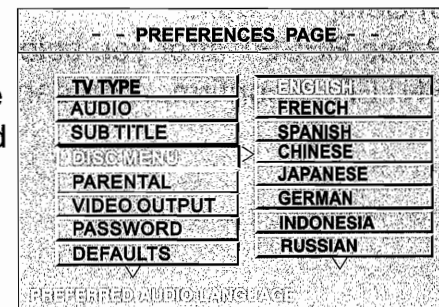 - - PREFERENCES PAGE - -
TV TYPE
AUDIO
SUB TITLE
DISC MENU
PARENTAL
VIDEO OUTPUT
PASSWORD
DEFAULTS
ENGLISH
FRENCH
SPANISH
CHINESE
JAPANESE
GERMAN
INDONESIA
RUSSIAN
PREFERRED AUDIO LANGUAGE